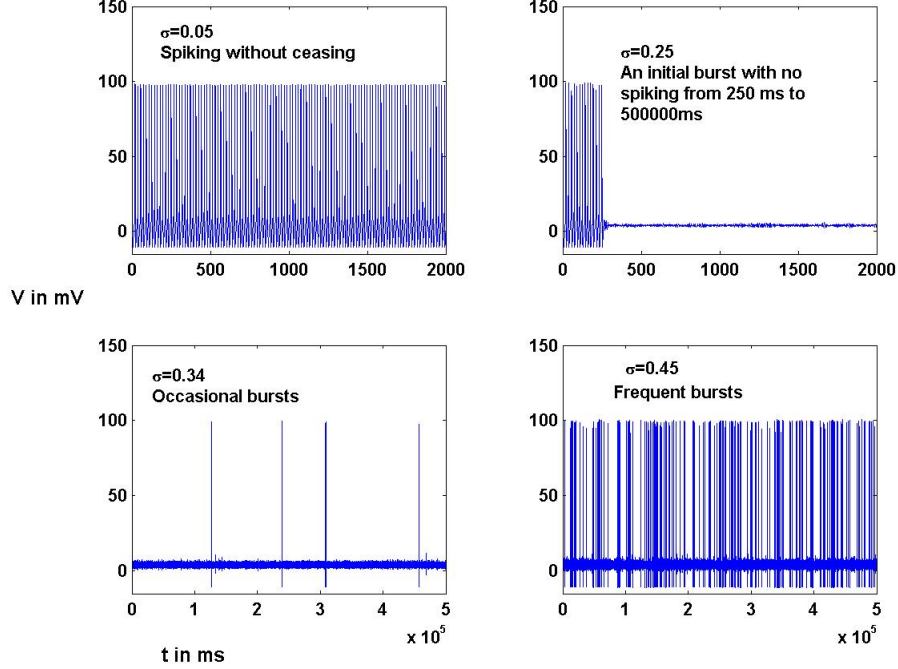 150
100
50
0
σ=0.05
Spiking without ceasing
0 500 1000 1500 2000
150
100
50
0
σ=0.25
An initial burst with no
spiking from 250 ms to
500000ms
0 500 1000 1500 2000
V in mV
150
100
50
0
σ=0.34
Occasional bursts
0 1 2 3 4 5
x 10^5
t in ms
150
100
50
0
σ=0.45
Frequent bursts
0 1 2 3 4 5
x 10^5